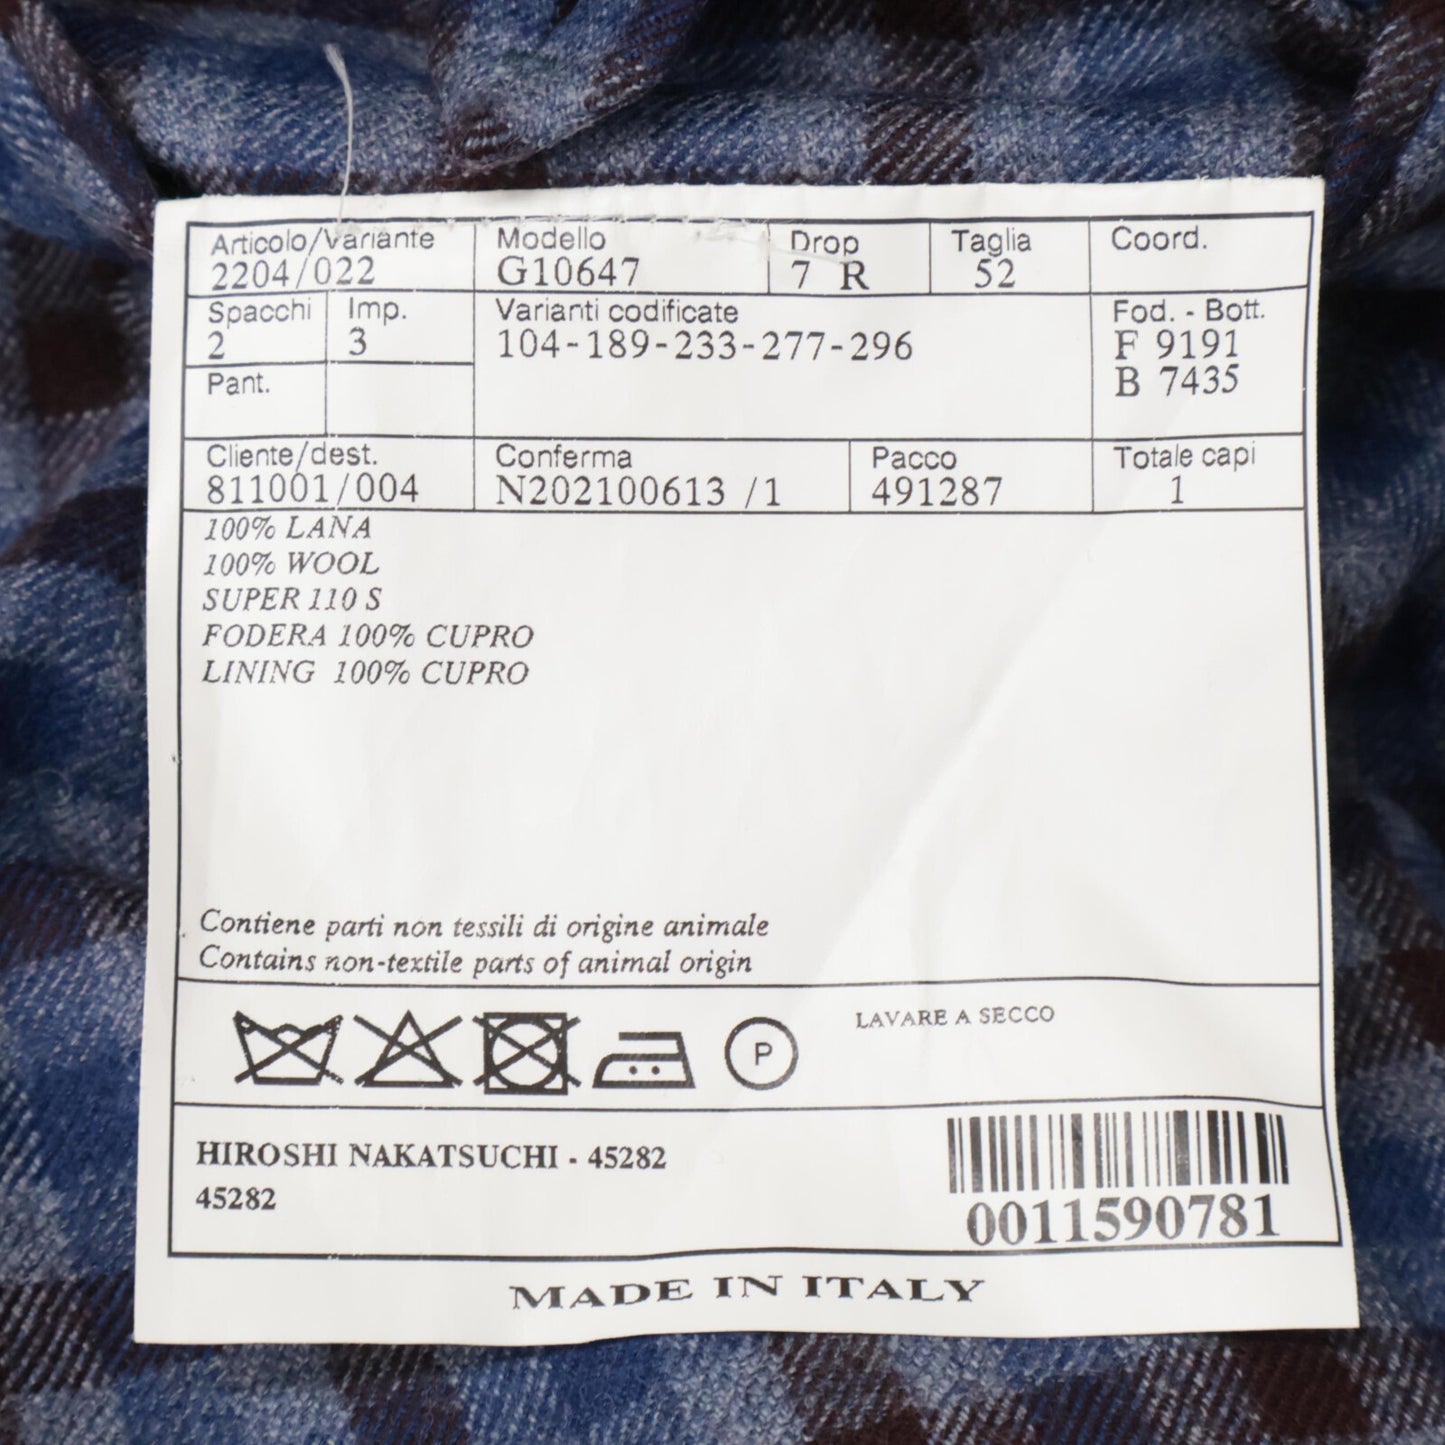 Articolo/Variante Modello Drop Taglia Coord.
2204/022 G10647 7 R 52
Spacchi Imp. Varianti codificate Fod. - Bott.
2 3 104-189-233-277-296 F 9191
Pant. B 7435
Cliente/dest. Conferma Pacco Totale capi
811001/004 N202100613 /1 491287 1
100% LANA
100% WOOL
SUPER 110 S
FODERA 100% CUPRO
LINING 100% CUPRO
Contiene parti non tessili di origine animale
Contains non-textile parts of animal origin
P LAVARE A SECCO
HIROSHI NAKATSUCHI - 45282
45282
0011590781
MADE IN ITALY